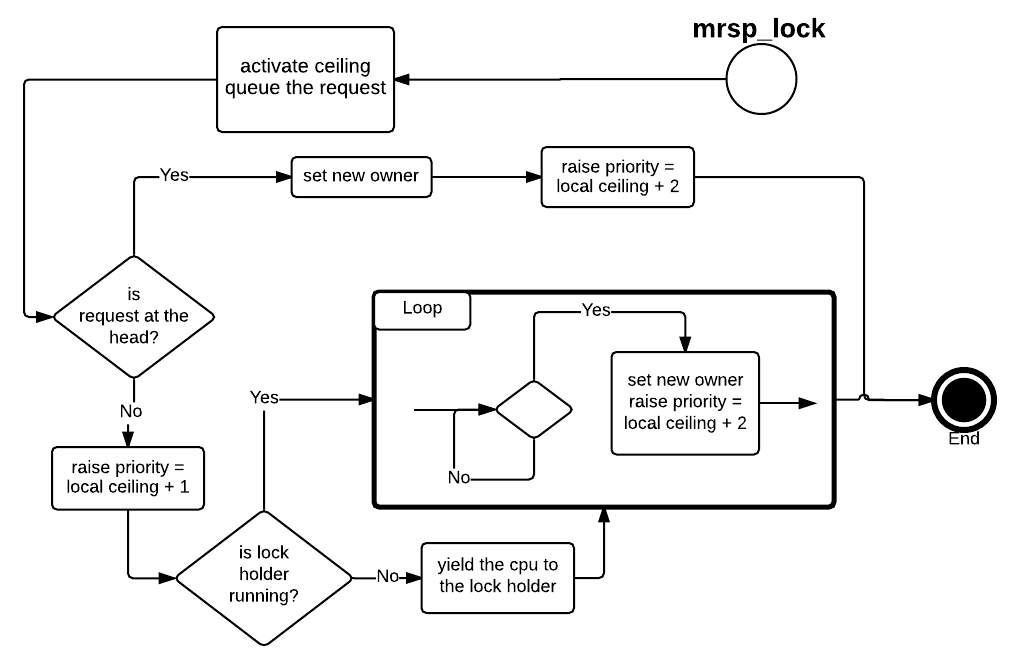 mrsp_lock
activate ceiling
queue the request
Yes
set new owner
raise priority =
local ceiling + 2
is
request at the
head?
Loop
Yes
set new owner
raise priority =
local ceiling + 2
No
End
No
Yes
raise priority =
local ceiling + 1
is lock
holder
running?
No
yield the cpu to
the lock holder